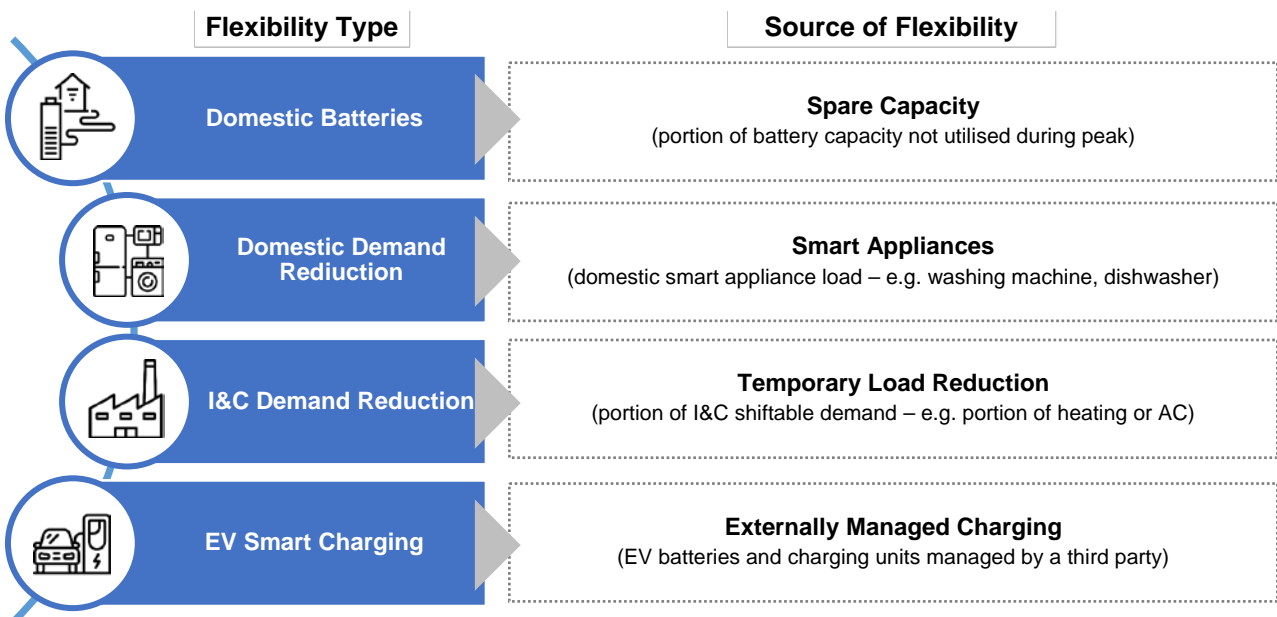 Flexibility Type
Source of Flexibility
Domestic Batteries
Spare Capacity
(portion of battery capacity not utilised during peak)
Domestic Demand
Rediuction
Smart Appliances
(domestic smart appliance load – e.g. washing machine, dishwasher)
I&C Demand Reduction
Temporary Load Reduction
(portion of I&C shiftable demand – e.g. portion of heating or AC)
EV Smart Charging
Externally Managed Charging
(EV batteries and charging units managed by a third party)